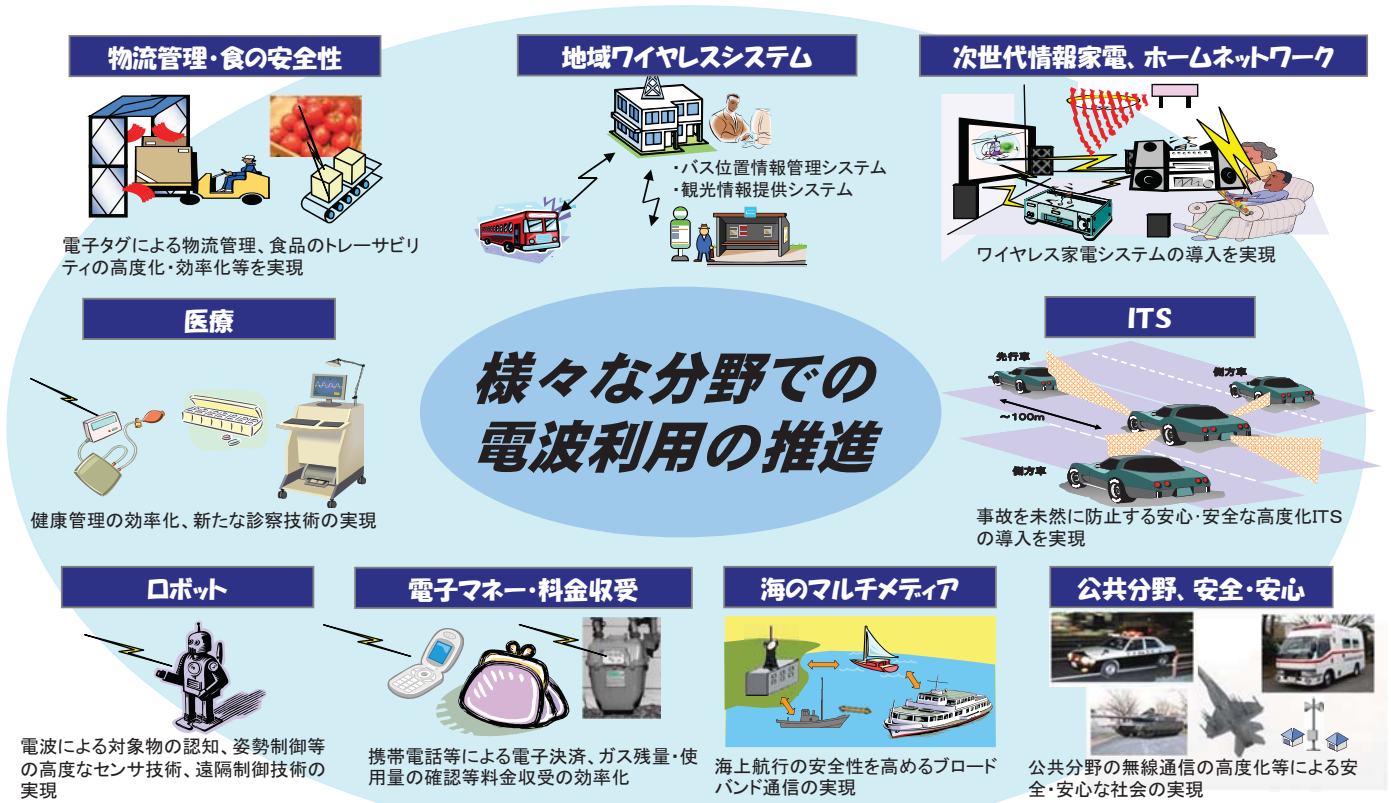 物流管理・食の安全性
地域ワイヤレスシステム
次世代情報家電、ホームネットワーク
・バス位置情報管理システム
・観光情報提供システム
電子タグによる物流管理、食品のトレーサビリ
ティの高度化・効率化等を実現
ワイヤレス家電システムの導入を実現
医療
ITS
様々な分野での
電波利用の推進
先行車
側方車
～100m
側方車
健康管理の効率化、新たな診察技術の実現
事故を未然に防止する安心・安全な高度化ITS
の導入を実現
ロボット
電子マネー・料金収受
海のマルチメディア
公共分野、安全・安心
電波による対象物の認知、姿勢制御等
の高度なセンサ技術、遠隔制御技術の
実現
携帯電話等による電子決済、ガス残量・使
用量の確認等料金収受の効率化
海上航行の安全性を高めるブロード
バンド通信の実現
公共分野の無線通信の高度化等による安
全・安心な社会の実現